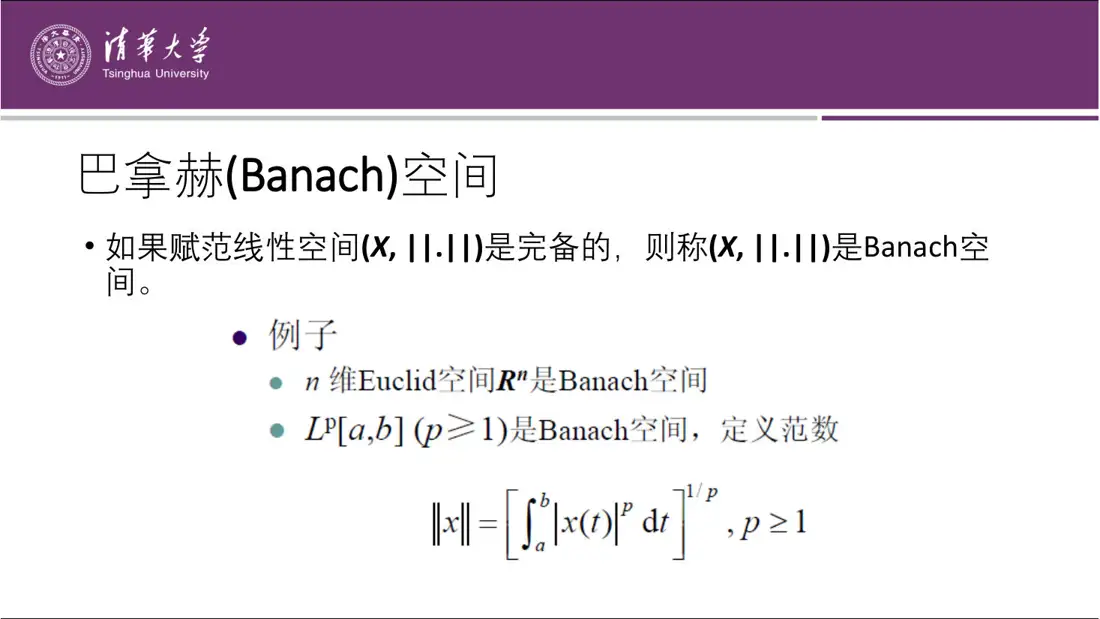 清华大学
Tsinghua University
巴拿赫(Banach)空间
• 如果赋范线性空间(X, ||.||)是完备的，则称(X, ||.||)是Banach空
间。
● 例子
● n 维Euclid空间Rⁿ是Banach空间
● Lᵖ[a,b] (p≥1)是Banach空间，定义范数
‖x‖ = [∫ₐᵇ |x(t)|ᵖ dt]^{1/p}, p ≥ 1